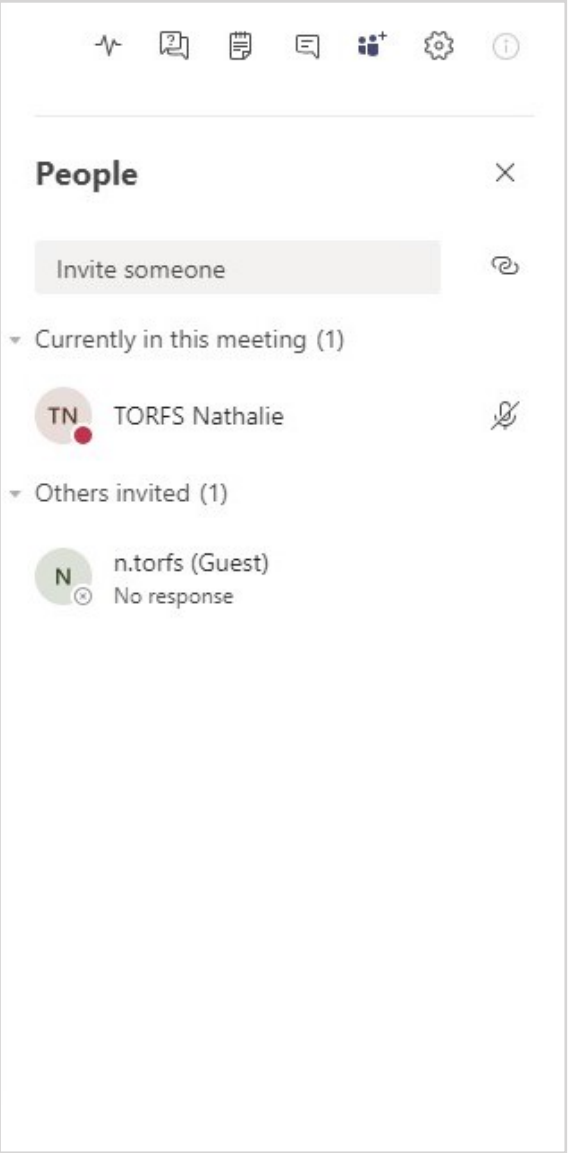 People
Invite someone
Currently in this meeting (1)
TN TORFS Nathalie
Others invited (1)
N n.torfs (Guest)
No response